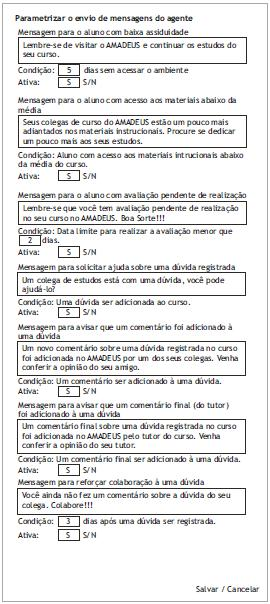 Parametrizar o envio de mensagens do agente
Mensagem para o aluno com baixa assiduidade
Lembre-se de visitar o AMADEUS e continuar os estudos do
seu curso.
Condição: 5 dias sem acessar o ambiente
Ativa: S S/N
Mensagem para o aluno com acesso aos materiais abaixo da
média
Seus colegas de curso do AMADEUS estão um pouco mais
adiantados nos materiais instrucionais. Procure se dedicar
um pouco mais aos seus estudos.
Condição: Aluno com acesso aos materiais intrucionais abaixo
da média do curso.
Ativa: S S/N
Mensagem para o aluno com avaliação pendente de realização
Lembre-se que você tem avaliação pendente de realização
no seu curso no AMADEUS. Boa Sorte!!!
Condição: Data limite para realizar a avaliação menor que
2 dias.
Ativa: S S/N
Mensagem para solicitar ajuda sobre uma dúvida registrada
Um colega de estudos está com uma dúvida, você pode
ajudá-lo?
Condição: Uma dúvida ser adicionada ao curso.
Ativa: S S/N
Mensagem para avisar que um comentário foi adicionado à
uma dúvida
Um novo comentário sobre uma dúvida registrada no curso
foi adicionada no AMADEUS por um dos seus colegas. Venha
conferir a opinião do seu amigo.
Condição: Um comentário ser adicionado à uma dúvida.
Ativa: S S/N
Mensagem para avisar que um comentário final (do tutor)
foi adicionado à uma dúvida
Um comentário final sobre uma dúvida registrada no curso
foi adicionado no AMADEUS pelo tutor do curso. Venha
conferir a opinião do seu tutor.
Condição: Um comentário final ser adicionado à uma dúvida.
Ativa: S S/N
Mensagem para reforçar colaboração à uma dúvida
Você ainda não fez um comentário sobre a dúvida do seu
colega. Colabore!!!
Condição: 3 dias após uma dúvida ser registrada.
Ativa: S S/N
Salvar / Cancelar